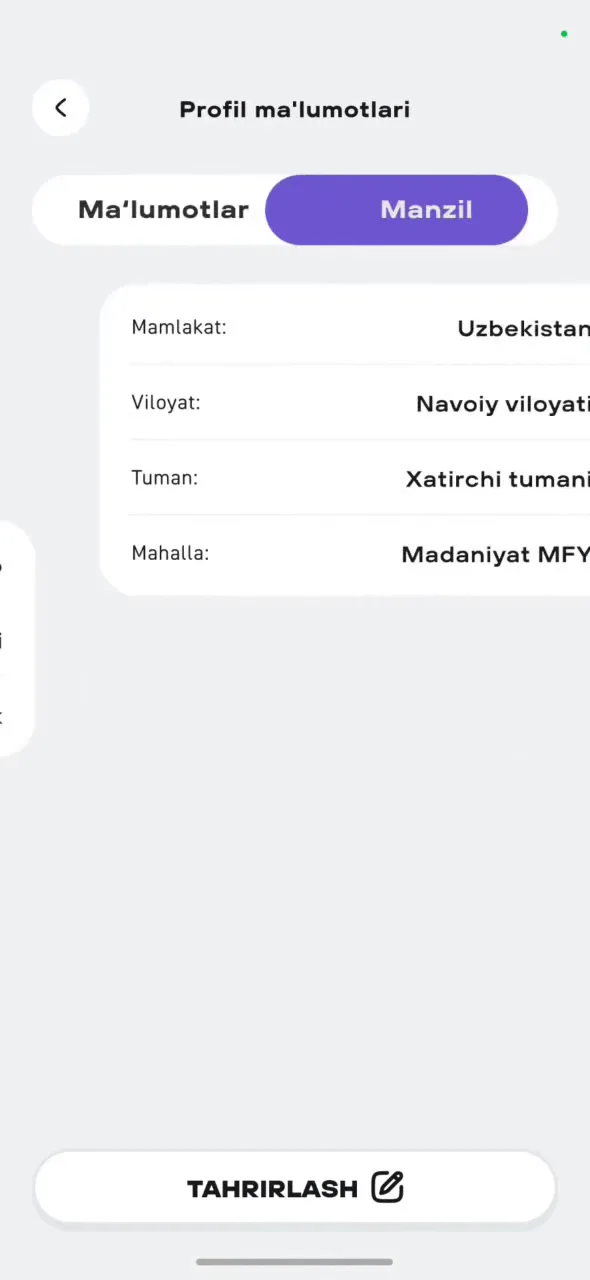 Profil ma'lumotlari
Ma‘lumotlar Manzil
Mamlakat: Uzbekistan
Viloyat: Navoiy viloyati
Tuman: Xatirchi tumani
Mahalla: Madaniyat MFY
TAHRIRLASH